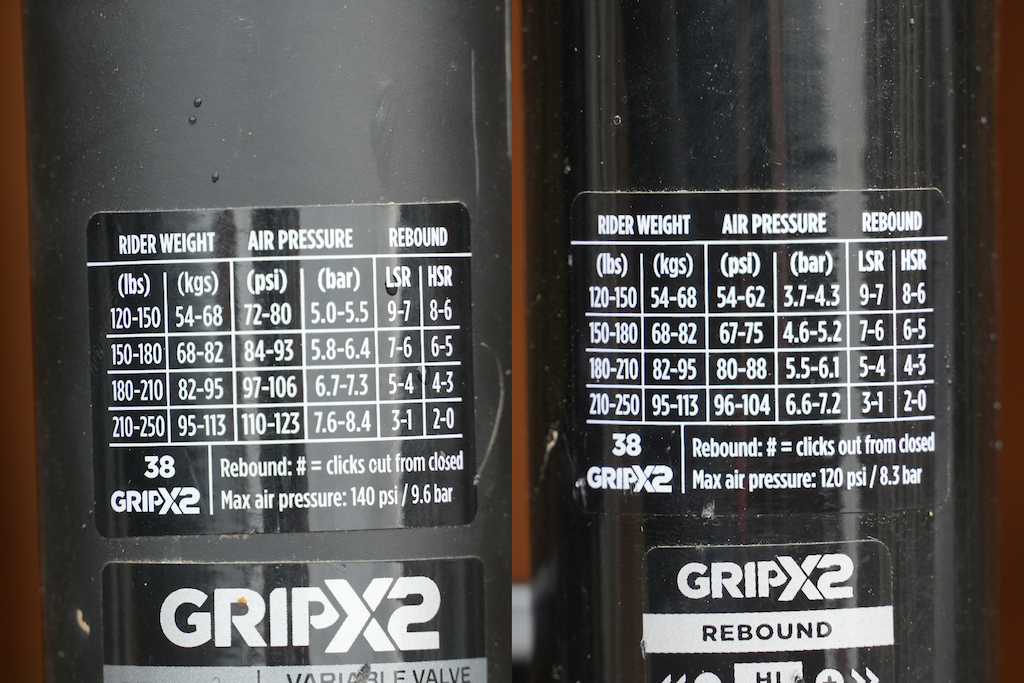 RIDER WEIGHT AIR PRESSURE REBOUND
(lbs) (kgs) (psi) (bar) LSR HSR
120-150 54-68 72-80 5.0-5.5 9-7 8-6
150-180 68-82 84-93 5.8-6.4 7-6 6-5
180-210 82-95 97-106 6.7-7.3 5-4 4-3
210-250 95-113 110-123 7.6-8.4 3-1 2-0
38
GRIPX2
Rebound: # = clicks out from closed
Max air pressure: 140 psi / 9.6 bar
GRIPX2
VARIABLE VALVE
RIDER WEIGHT AIR PRESSURE REBOUND
(lbs) (kgs) (psi) (bar) LSR HSR
120-150 54-68 54-62 3.7-4.3 9-7 8-6
150-180 68-82 67-75 4.6-5.2 7-6 6-5
180-210 82-95 80-88 5.5-6.1 5-4 4-3
210-250 95-113 96-104 6.6-7.2 3-1 2-0
38
GRIPX2
Rebound: # = clicks out from closed
Max air pressure: 120 psi / 8.3 bar
GRIPX2
REBOUND
HI